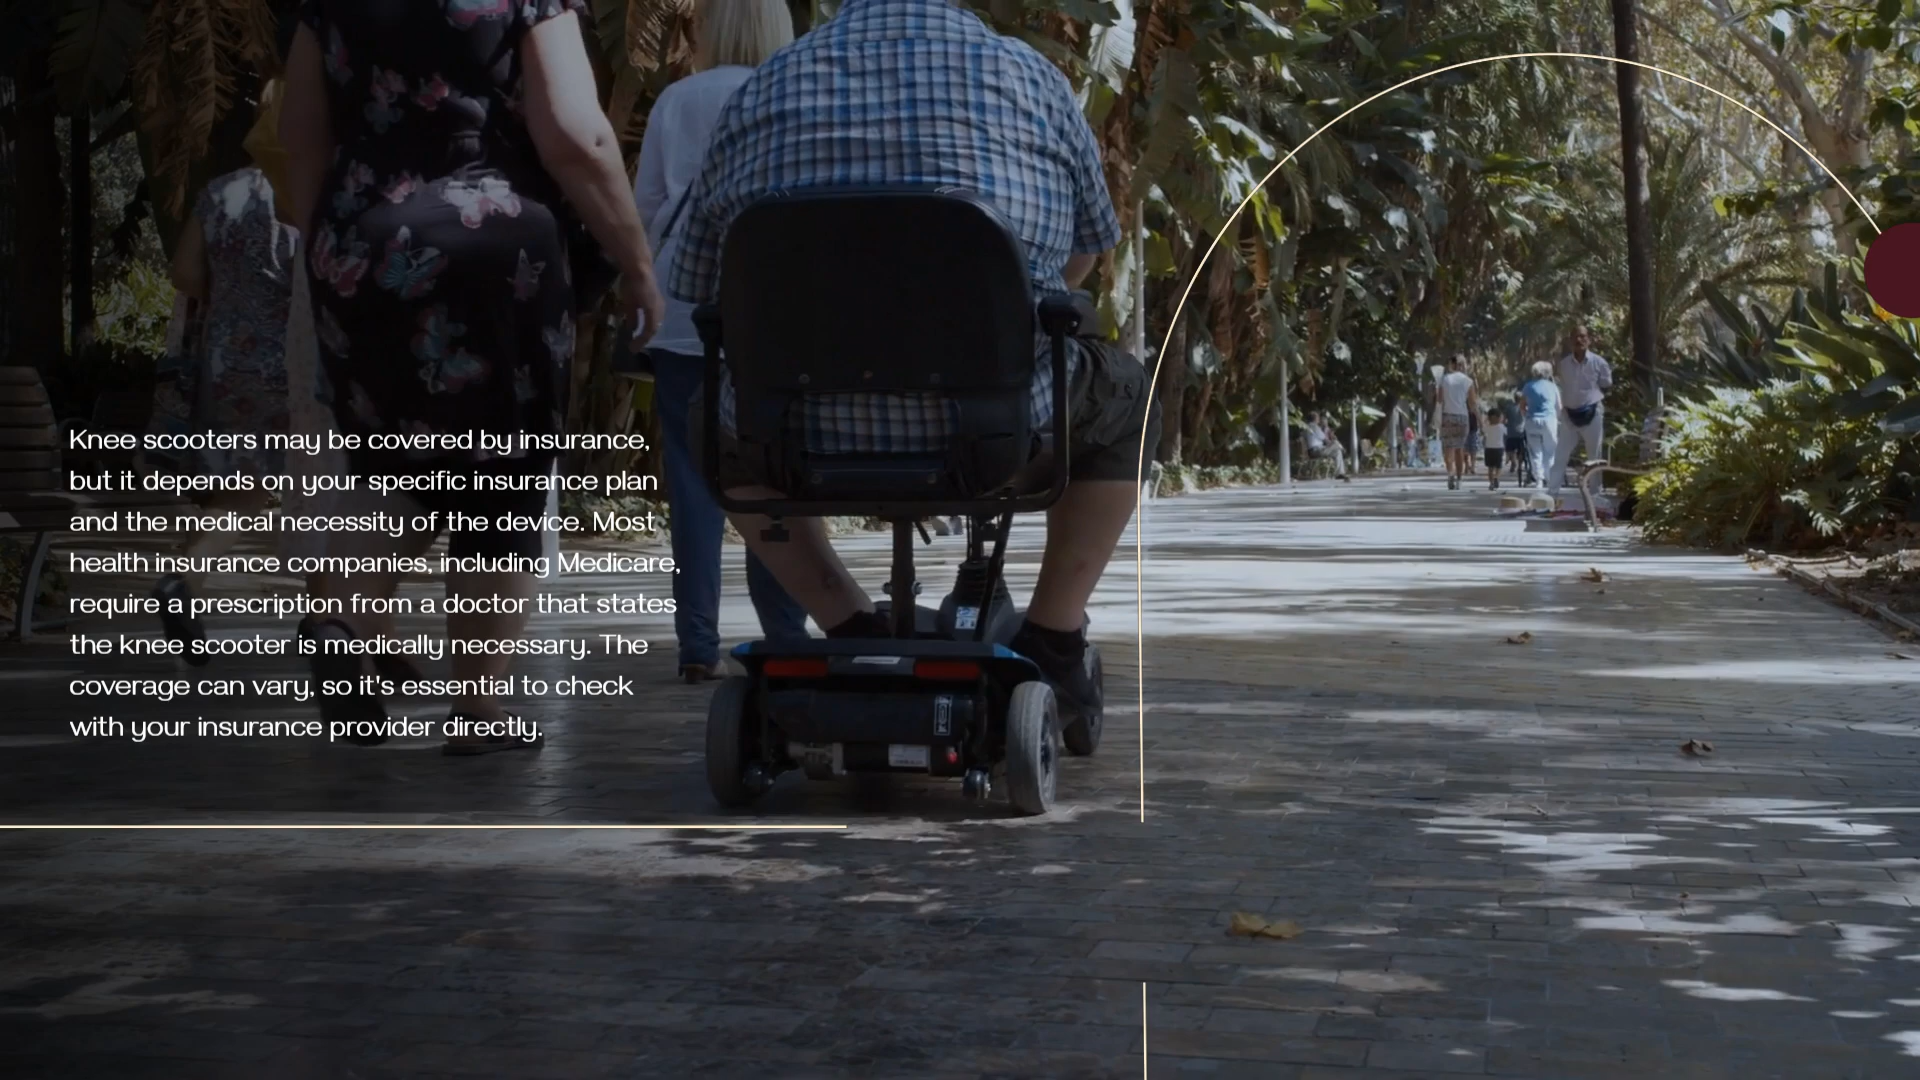 Knee scooters may be covered by insurance,
but it depends on your specific insurance plan
and the medical necessity of the device. Most
health insurance companies, including Medicare,
require a prescription from a doctor that states
the knee scooter is medically necessary. The
coverage can vary, so it's essential to check
with your insurance provider directly.